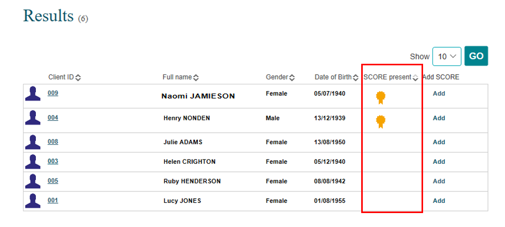 Results (6)
Show 10 GO
Client ID Full name Gender Date of Birth SCORE present Add SCORE
009 Naomi JAMIESON Female 05/07/1940 Add
004 Henry NONDEN Male 13/12/1939 Add
008 Julie ADAMS Female 13/08/1950 Add
003 Helen CRIGHTON Female 05/12/1940 Add
005 Ruby HENDERSON Female 08/08/1942 Add
001 Lucy JONES Female 01/08/1955 Add